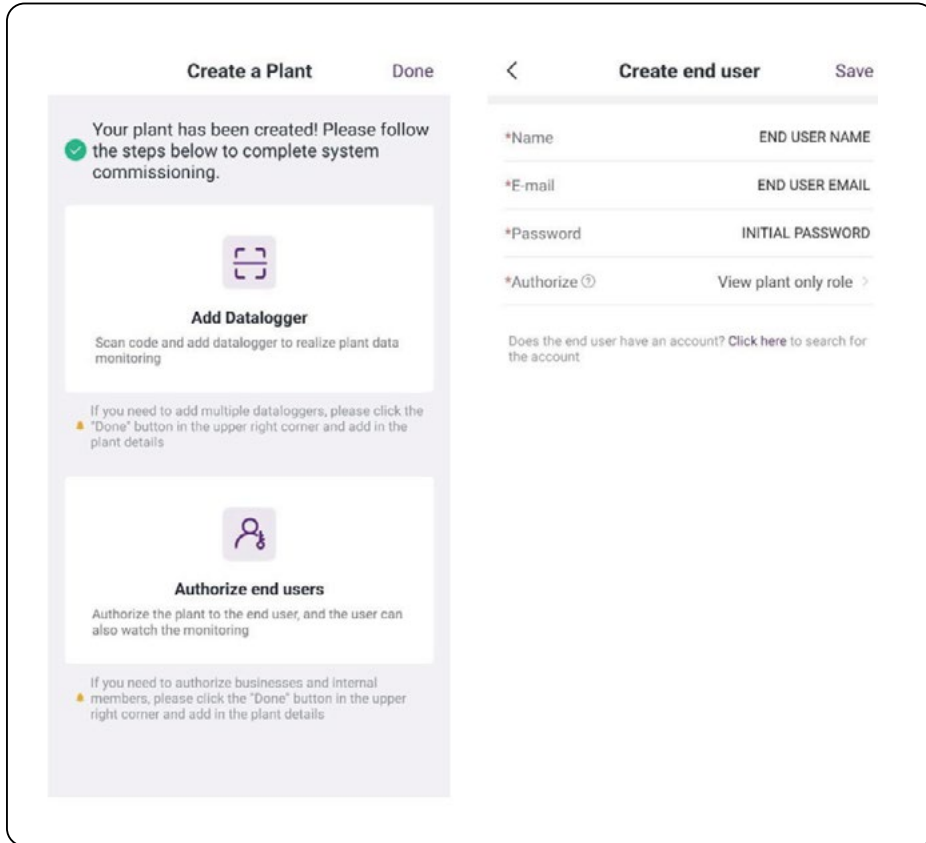 Create a Plant
Done
Your plant has been created! Please follow
the steps below to complete system
commissioning.
Add Datalogger
Scan code and add datalogger to realize plant data
monitoring
If you need to add multiple dataloggers, please click the
"Done" button in the upper right corner and add in the
plant details
Authorize end users
Authorize the plant to the end user, and the user can
also watch the monitoring
If you need to authorize businesses and internal
members, please click the "Done" button in the upper
right corner and add in the plant details
Create end user
Save
*Name
END USER NAME
*E-mail
END USER EMAIL
*Password
INITIAL PASSWORD
*Authorize ?
View plant only role >
Does the end user have an account? Click here to search for
the account